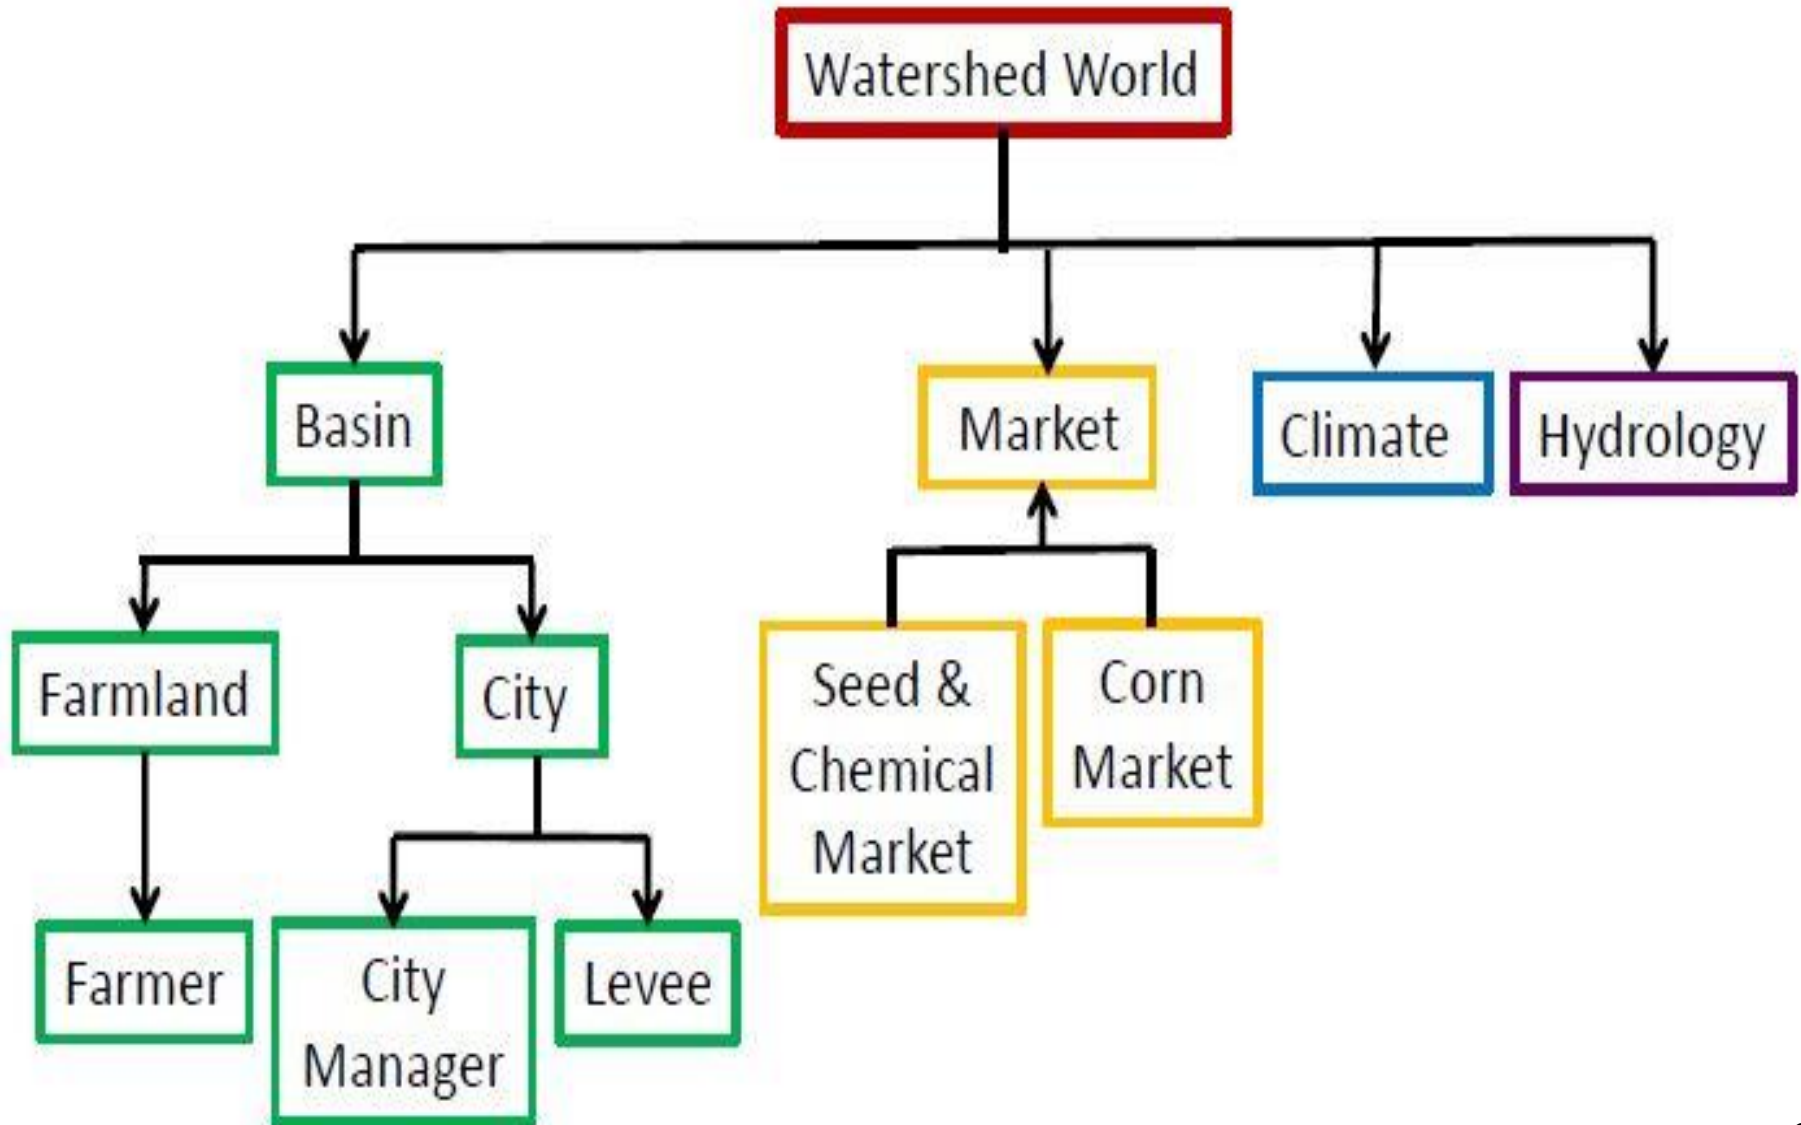 Watershed World
Basin
Market
Climate
Hydrology
Farmland
City
Seed &
Chemical
Market
Corn
Market
Farmer
City
Manager
Levee